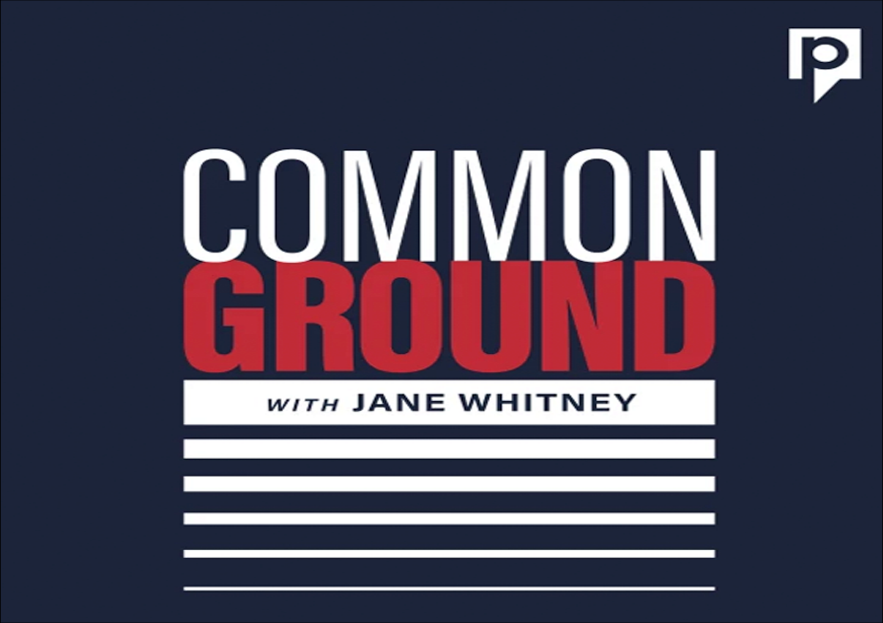 p
COMMON
GROUND
WITH JANE WHITNEY